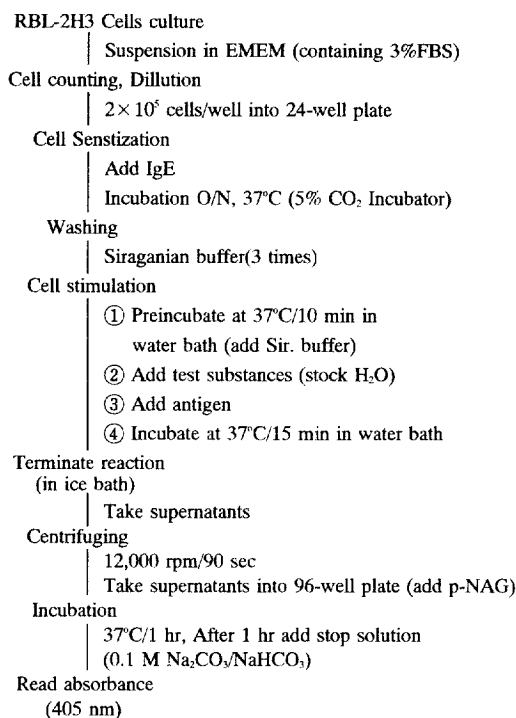 RBL-2H3 Cells culture
Suspension in EMEM (containing 3%FBS)
Cell counting, Dillution
2×10⁵ cells/well into 24-well plate
Cell Senstization
Add IgE
Incubation O/N, 37°C (5% CO₂ Incubator)
Washing
Siraganian buffer(3 times)
Cell stimulation
① Preincubate at 37°C/10 min in
water bath (add Sir. buffer)
② Add test substances (stock H₂O)
③ Add antigen
④ Incubate at 37°C/15 min in water bath
Terminate reaction
(in ice bath)
Take supernatants
Centrifuging
12,000 rpm/90 sec
Take supernatants into 96-well plate (add p-NAG)
Incubation
37°C/1 hr, After 1 hr add stop solution
(0.1 M Na₂CO₃/NaHCO₃)
Read absorbance
(405 nm)